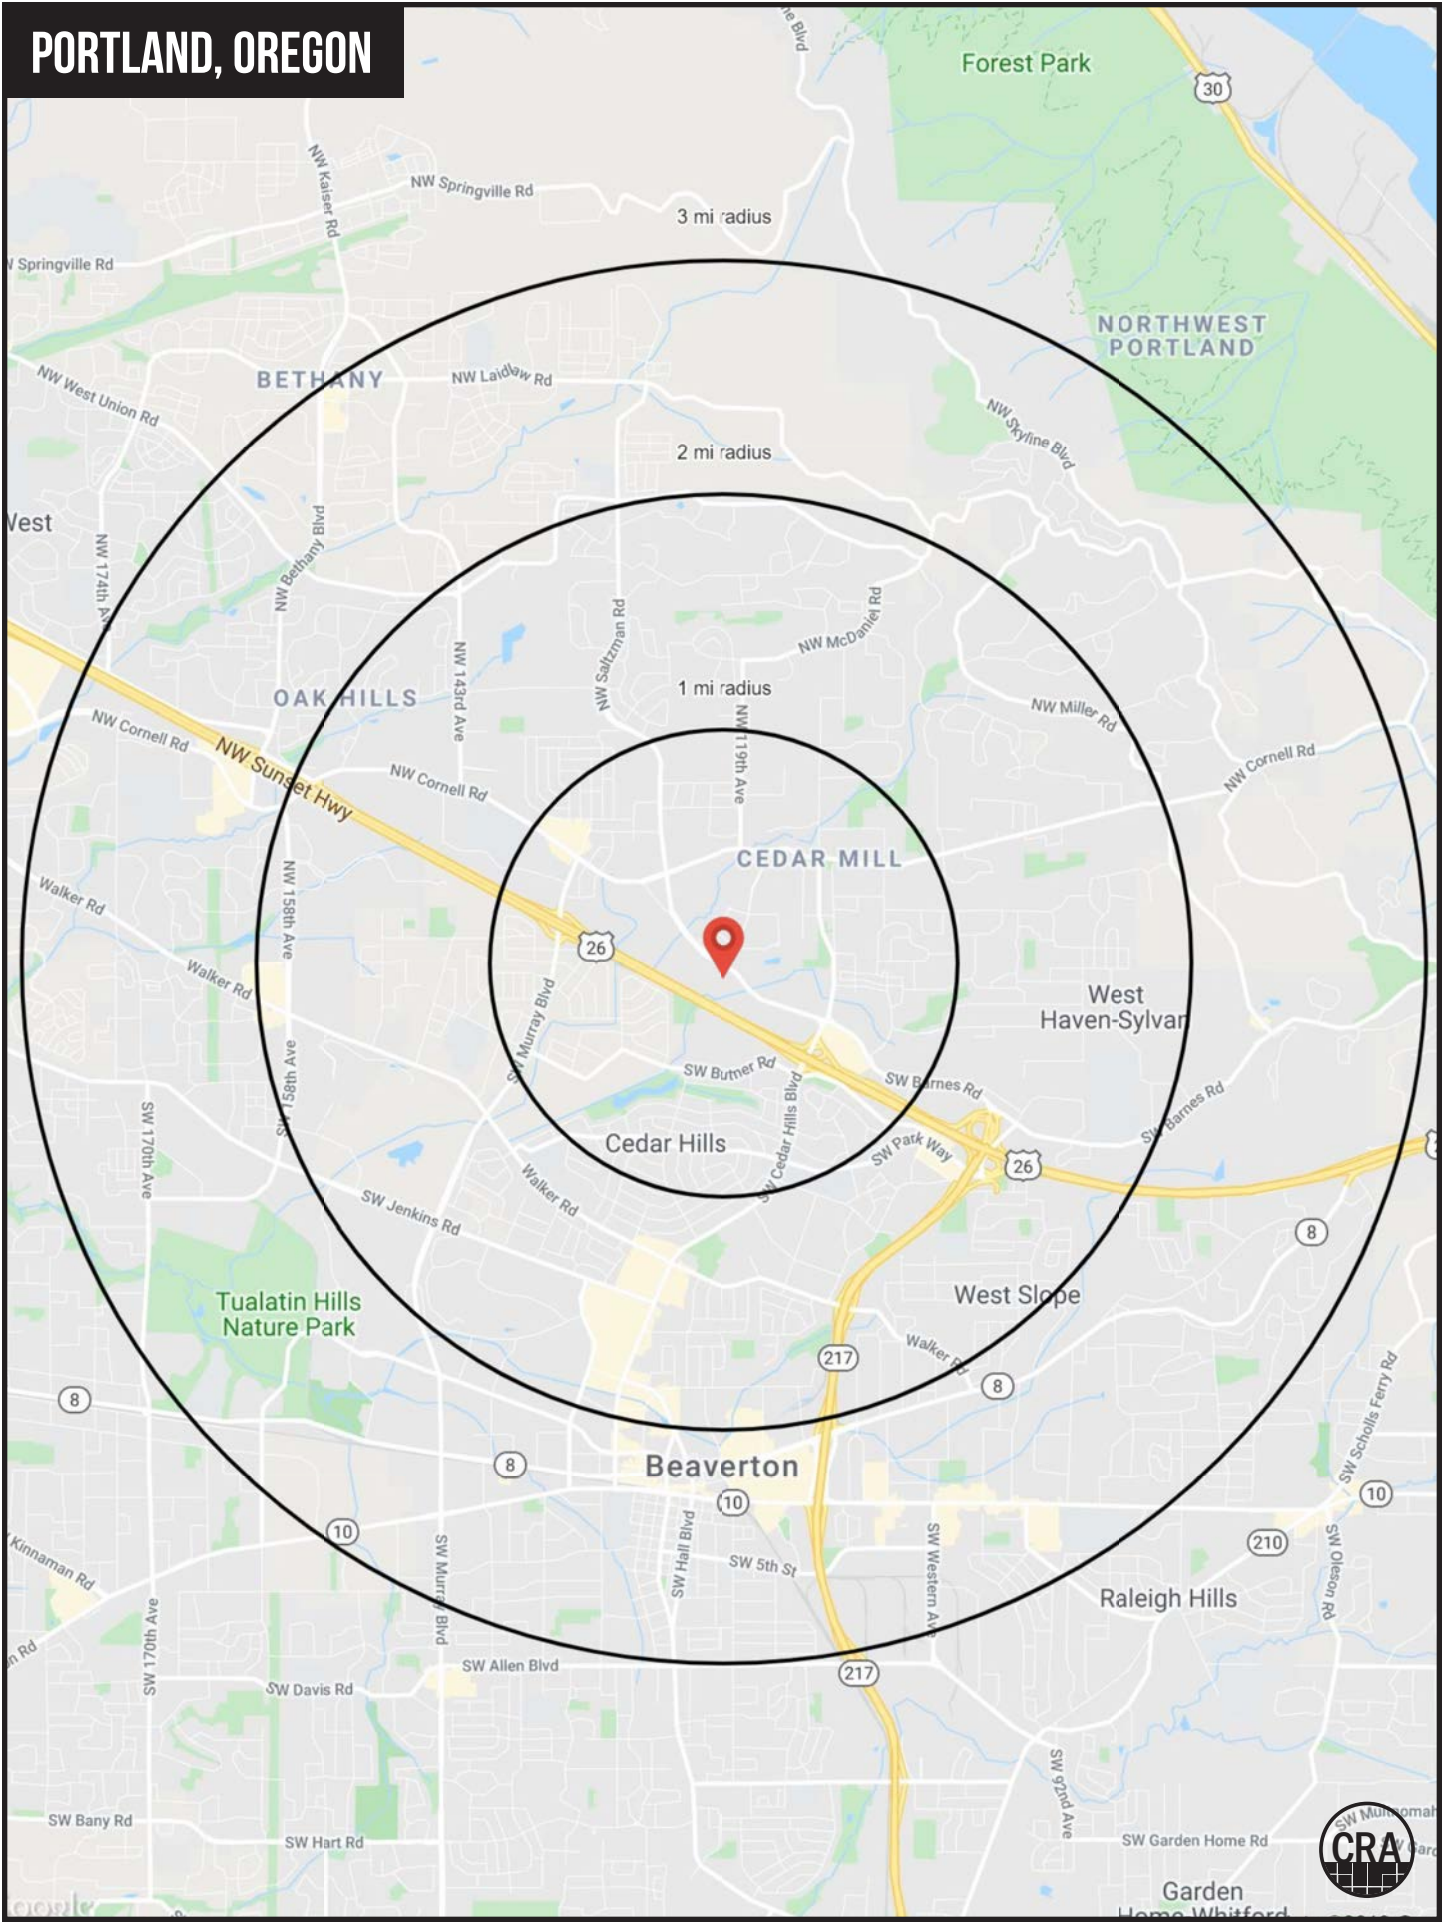 PORTLAND, OREGON
Forest Park
30
NW Kaiser Rd
NW Springville Rd
3 mi radius
Springville Rd
NORTHWEST
PORTLAND
BETHANY
NW Laidlaw Rd
NW West Union Rd
NW Skyline Blvd
2 mi radius
NW Bethany Blvd
NW 174th Ave
NW Saltzman Rd
NW McDaniel Rd
NW 143rd Ave
1 mi radius
OAK HILLS
NW 119th Ave
NW Miller Rd
NW Cornell Rd
NW Sunset Hwy
NW Cornell Rd
NW Cornell Rd
CEDAR MILL
Walker Rd
NW 158th Ave
26
Walker Rd
SW Murray Blvd
West
Haven-Sylvan
SW Butner Rd
SW Barnes Rd
SW 158th Ave
SW Cedar Hills Blvd
SW Barnes Rd
SW 170th Ave
Cedar Hills
SW Park Way
26
Walker Rd
SW Jenkins Rd
8
Tualatin Hills
Nature Park
West Slope
217
Walker Rd
8
8
SW Scholls Ferry Rd
8
Beaverton
10
10
10
210
SW Hall Blvd
SW 5th St
SW Western Ave
SW Oleson Rd
Kinnaman Rd
SW Murray Blvd
Raleigh Hills
SW 170th Ave
SW Allen Blvd
217
SW Davis Rd
SW 92nd Ave
SW Bany Rd
SW Hart Rd
SW Garden Home Rd
SW Multnomah
CRA
Garden
Home-Whitford
Google